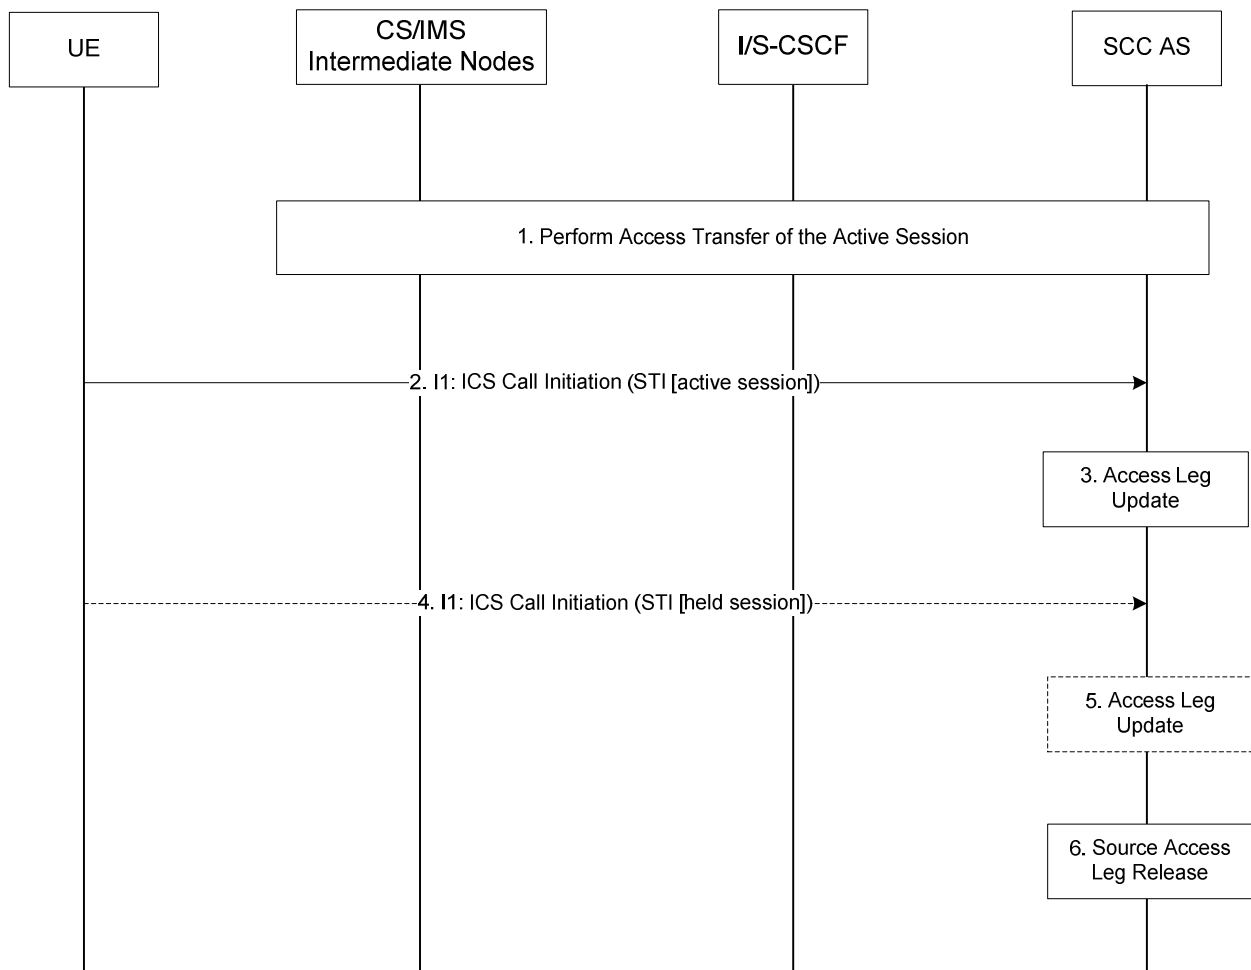 UE
CS/IMS
Intermediate Nodes
I/S-CSCF
SCC AS
1. Perform Access Transfer of the Active Session
2. I1: ICS Call Initiation (STI [active session])
3. Access Leg
Update
4. I1: ICS Call Initiation (STI [held session])
5. Access Leg
Update
6. Source Access
Leg Release